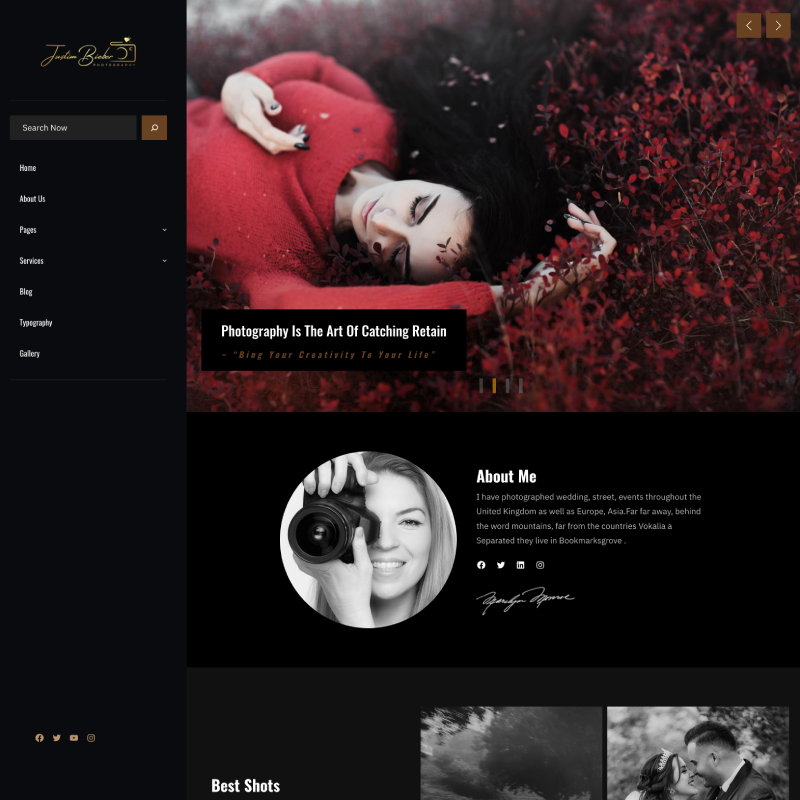 Justin Bieber
PHOTOGRAPHY
Search Now
Home
About Us
Pages
Services
Blog
Typography
Gallery
Photography Is The Art Of Catching Retain
– “Bing Your Creativity To Your Life”
About Me
I have photographed wedding, street, events throughout the
United Kingdom as well as Europe, Asia.Far far away, behind
the word mountains, far from the countries Vokalia a
Separated they live in Bookmarksgrove .
Marilyn Monroe
Best Shots